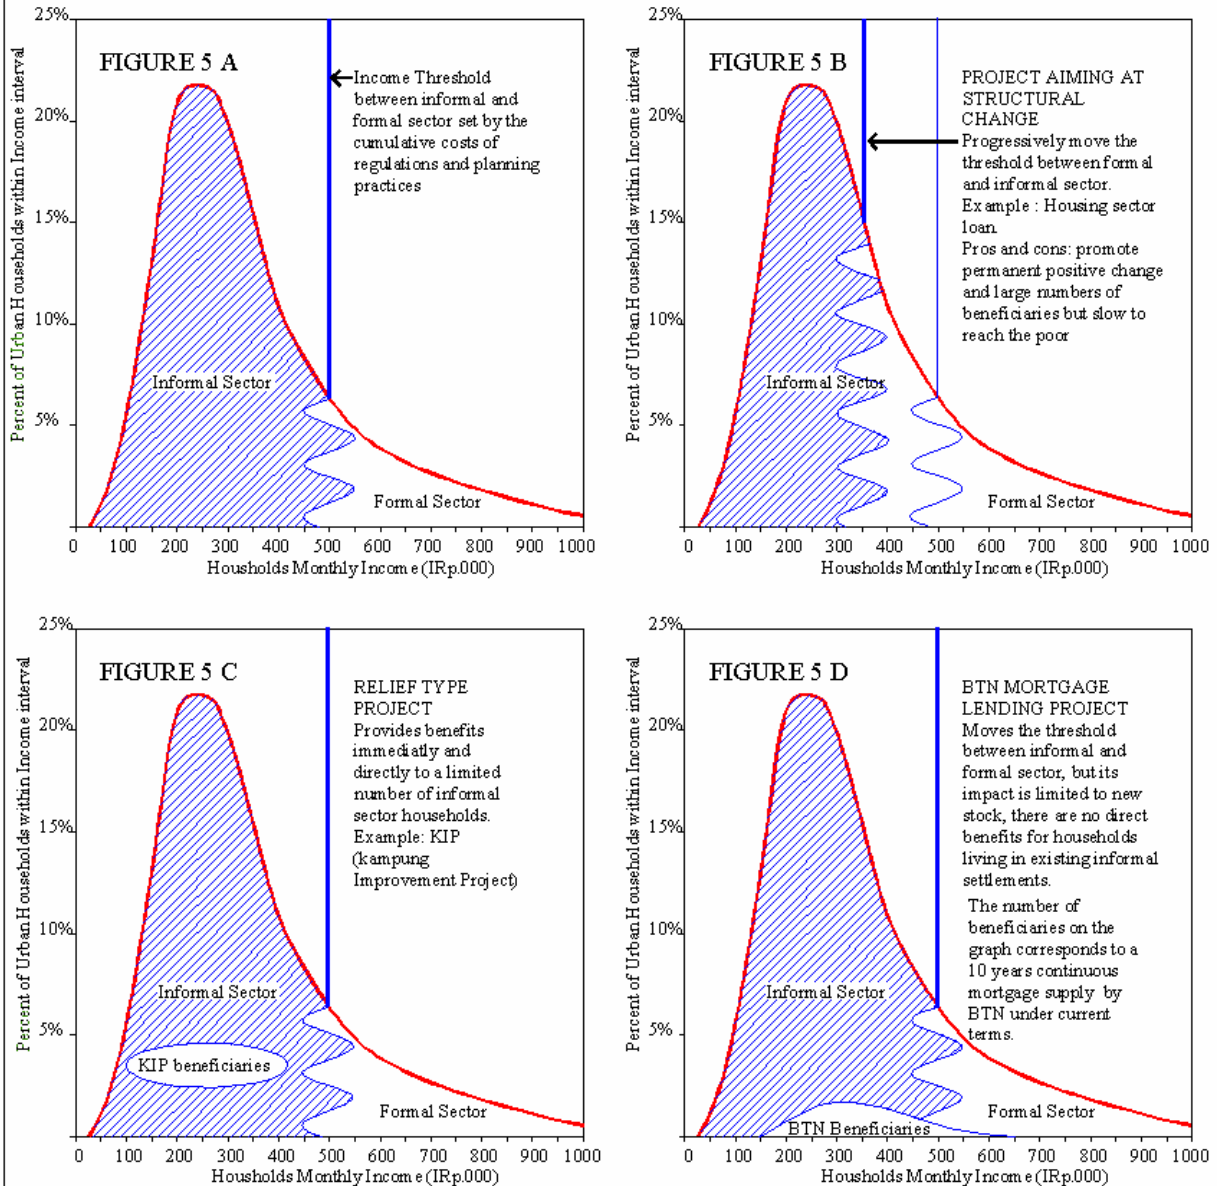 25%
20%
15%
10%
5%
Percent of Urban Households within Income interval
FIGURE 5 A
Income Threshold
between informal and
formal sector set by the
cumulative costs of
regulations and planning
practices
Informal Sector
Formal Sector
0 100 200 300 400 500 600 700 800 900 1000
Housholds Monthly Income (IRp.000)
25%
20%
15%
10%
5%
Percent of Urban Households within Income interval
FIGURE 5 B
PROJECT AIMING AT
STRUCTURAL
CHANGE
Progressively move the
threshold between formal
and informal sector.
Example : Housing sector
loan.
Pros and cons: promote
permanent positive change
and large numbers of
beneficiaries but slow to
reach the poor
Informal Sector
Formal Sector
0 100 200 300 400 500 600 700 800 900 1000
Housholds Monthly Income (IRp.000)
25%
20%
15%
10%
5%
Percent of Urban Households within Income interval
FIGURE 5 C
RELIEF TYPE
PROJECT
Provides benefits
immediatly and
directly to a limited
number of informal
sector households.
Example: KIP
(kampung
Improvement Project)
Informal Sector
KIP beneficiaries
Formal Sector
0 100 200 300 400 500 600 700 800 900 1000
Housholds Monthly Income (IRp.000)
25%
20%
15%
10%
5%
Percent of Urban Households within Income interval
FIGURE 5 D
BTN MORTGAGE
LENDING PROJECT
Moves the threshold
between informal and
formal sector, but its
impact is limited to new
stock, there are no direct
benefits for households
living in existing informal
settlements.
The number of
beneficiaries on the
graph corresponds to a
10 years continuous
mortgage supply by
BTN under current
terms.
Informal Sector
Formal Sector
BTN Beneficiaries
0 100 200 300 400 500 600 700 800 900 1000
Housholds Monthly Income (IRp.000)